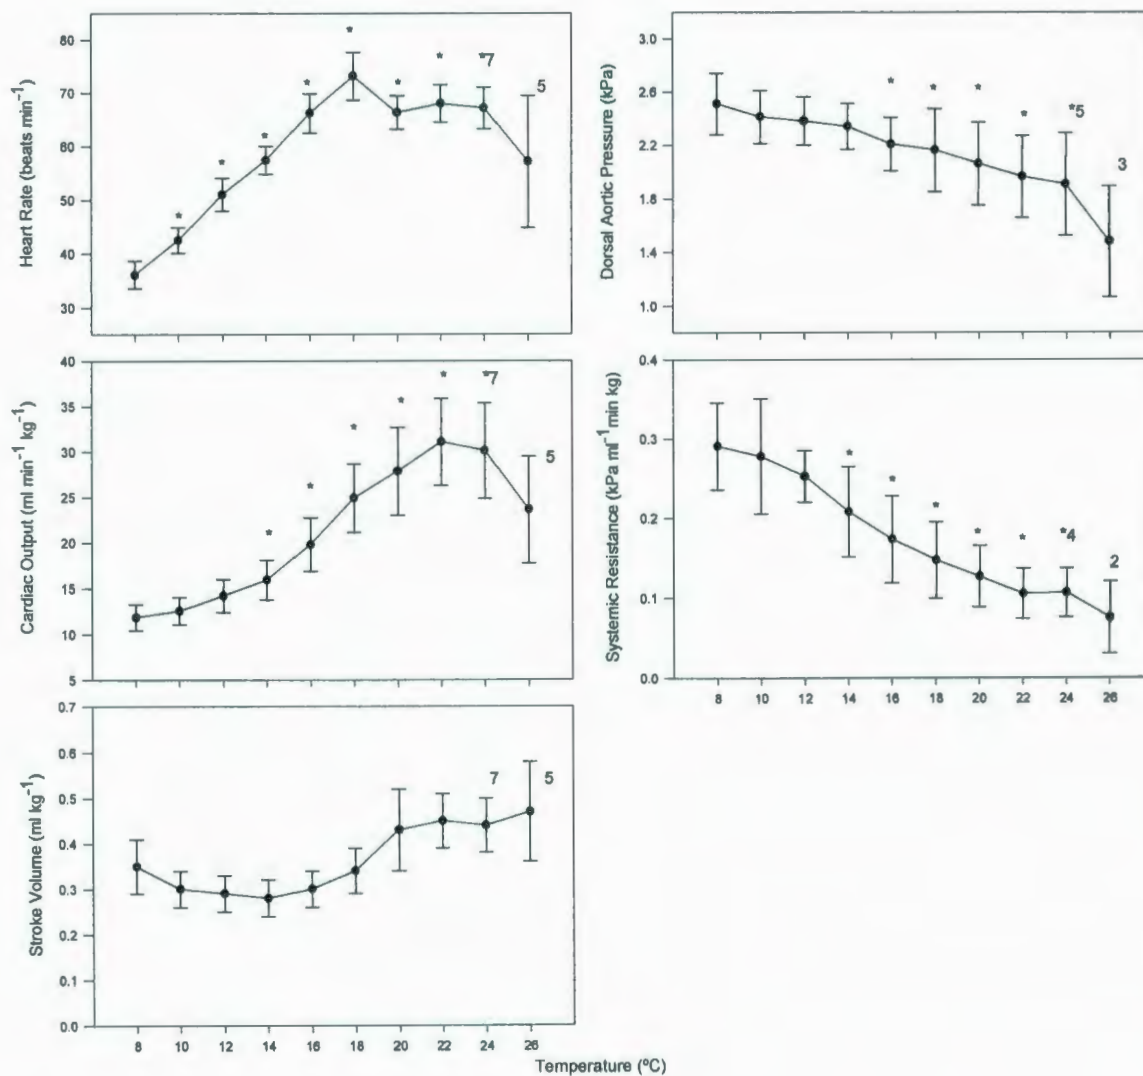 Heart Rate (beats min⁻¹)
80
70
60
50
40
30
* * * * * * * *7 5
Dorsal Aortic Pressure (kPa)
3.0
2.6
2.2
1.8
1.4
1.0
* * * * *5 3
Cardiac Output (ml min⁻¹ kg⁻¹)
40
35
30
25
20
15
10
5
* * * * * *7 5
Systemic Resistance (kPa ml⁻¹ min kg)
0.4
0.3
0.2
0.1
0.0
* * * * * *4 2
8 10 12 14 16 18 20 22 24 26
Stroke Volume (ml kg⁻¹)
0.7
0.6
0.5
0.4
0.3
0.2
0.1
0.0
7 5
8 10 12 14 16 18 20 22 24 26
Temperature (ºC)